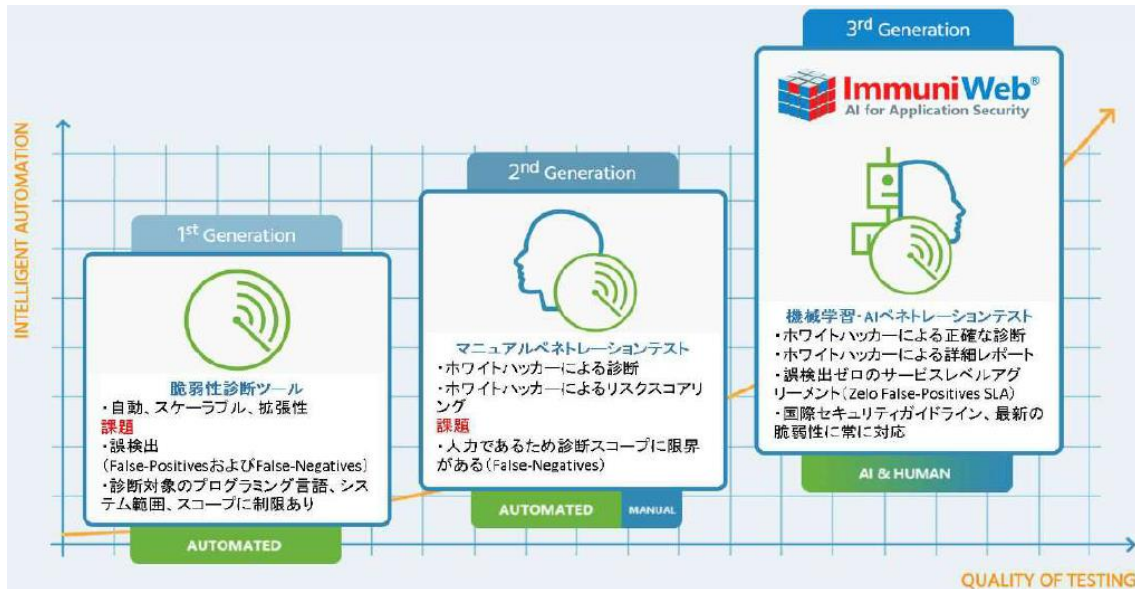 INTELLIGENT AUTOMATION
1st Generation
脆弱性診断ツール
・自動、スケーラブル、拡張性
課題
・誤検出
(False-PositivesおよびFalse-Negatives)
・診断対象のプログラミング言語、シス
テム範囲、スコープに制限あり
AUTOMATED
2nd Generation
マニュアルペネトレーションテスト
・ホワイトハッカーによる診断
・ホワイトハッカーによるリスクスコアリ
ング
課題
・人力であるため診断スコープに限界
がある(False-Negatives)
AUTOMATED
MANUAL
3rd Generation
ImmuniWeb®
AI for Application Security
機械学習・AIペネトレーションテスト
・ホワイトハッカーによる正確な診断
・ホワイトハッカーによる詳細レポート
・誤検出ゼロのサービスレベルアグ
リーメント(Zelo False-Positives SLA)
・国際セキュリティガイドライン、最新の
脆弱性に常に対応
AI & HUMAN
QUALITY OF TESTING